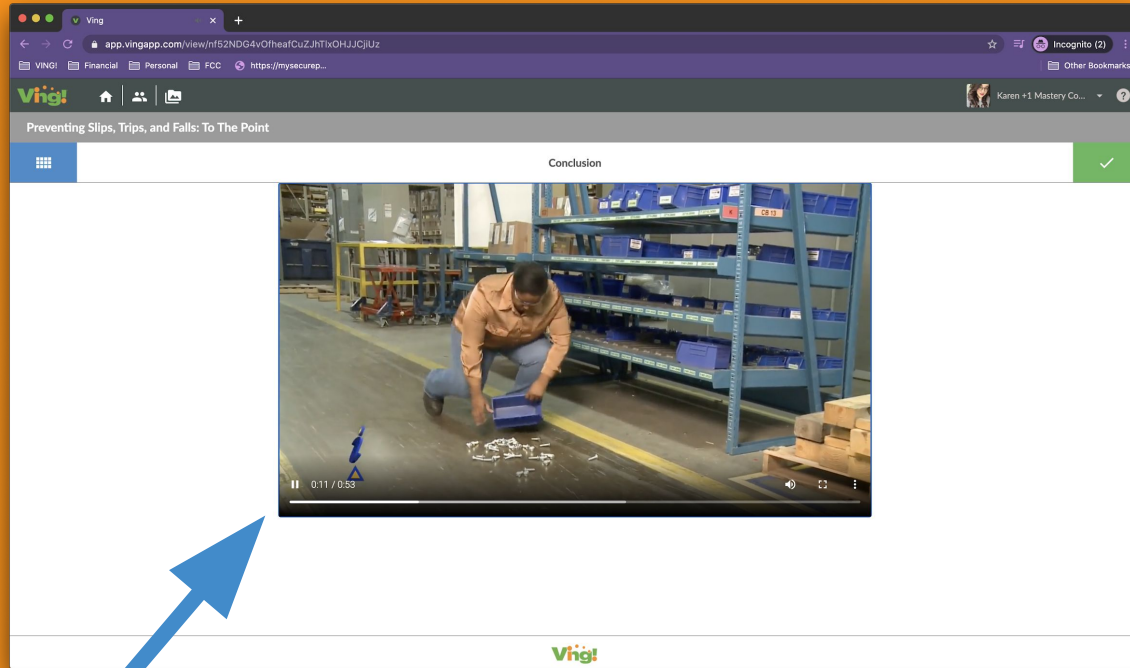 Ving
app.vingapp.com/view/nf52NDG4vOfheafCuZJhTlxOHJJCjiUz
Incognito (2)
VING!
Financial
Personal
FCC
https://mysecurep...
Other Bookmarks
Ving!
Karen +1 Mastery Co...
?
Preventing Slips, Trips, and Falls: To The Point
Conclusion
K
CB 13
0:11 / 0:53
Ving!